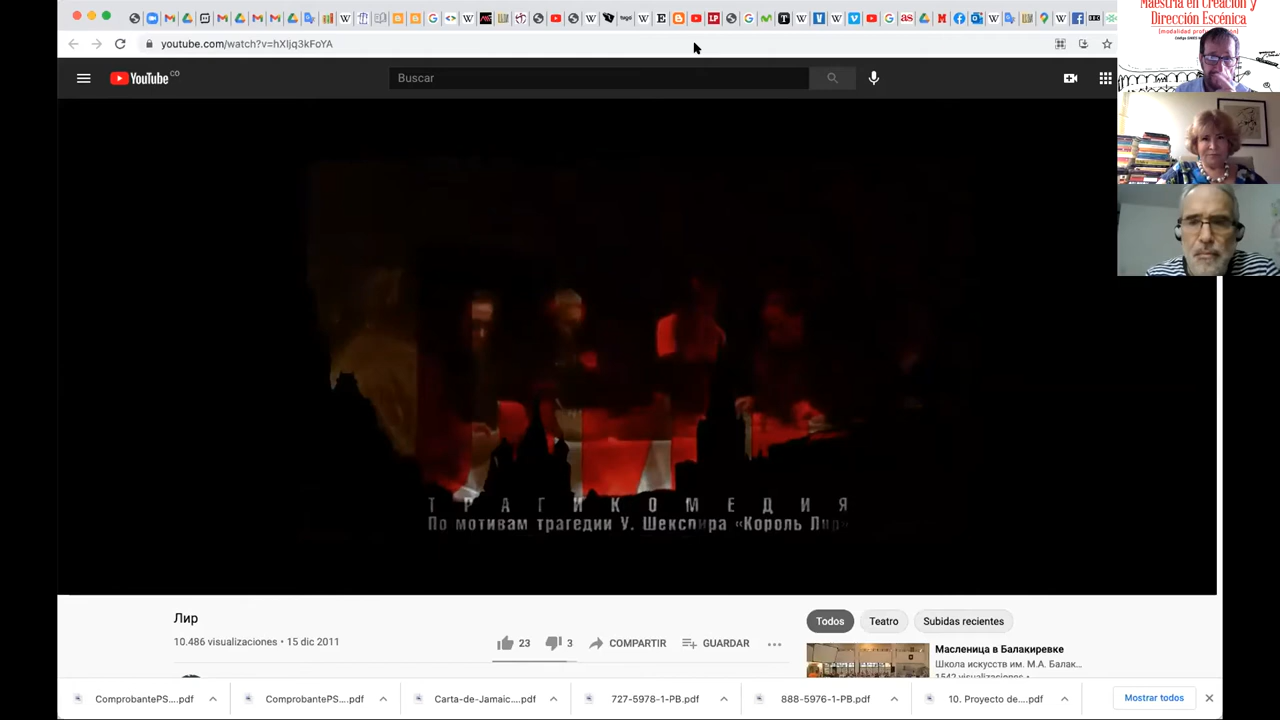 youtube.com/watch?v=hXIjq3kFoYA
Maestría en Creación y
Dirección Escénica
YouTube CO
Buscar
Т Р А Г И К О М Е Д И Я
По мотивам трагедии У. Шекспира «Король Лир»
Лир
10.486 visualizaciones • 15 dic 2011
23
3
COMPARTIR
GUARDAR
Todos
Teatro
Subidas recientes
Масленица в Балакиревке
Школа искусств им. М.А. Балак...
ComprobantePS....pdf
ComprobantePS....pdf
Carta-de-Jamaic....pdf
727-5978-1-PB.pdf
888-5976-1-PB.pdf
10. Proyecto de....pdf
Mostrar todos